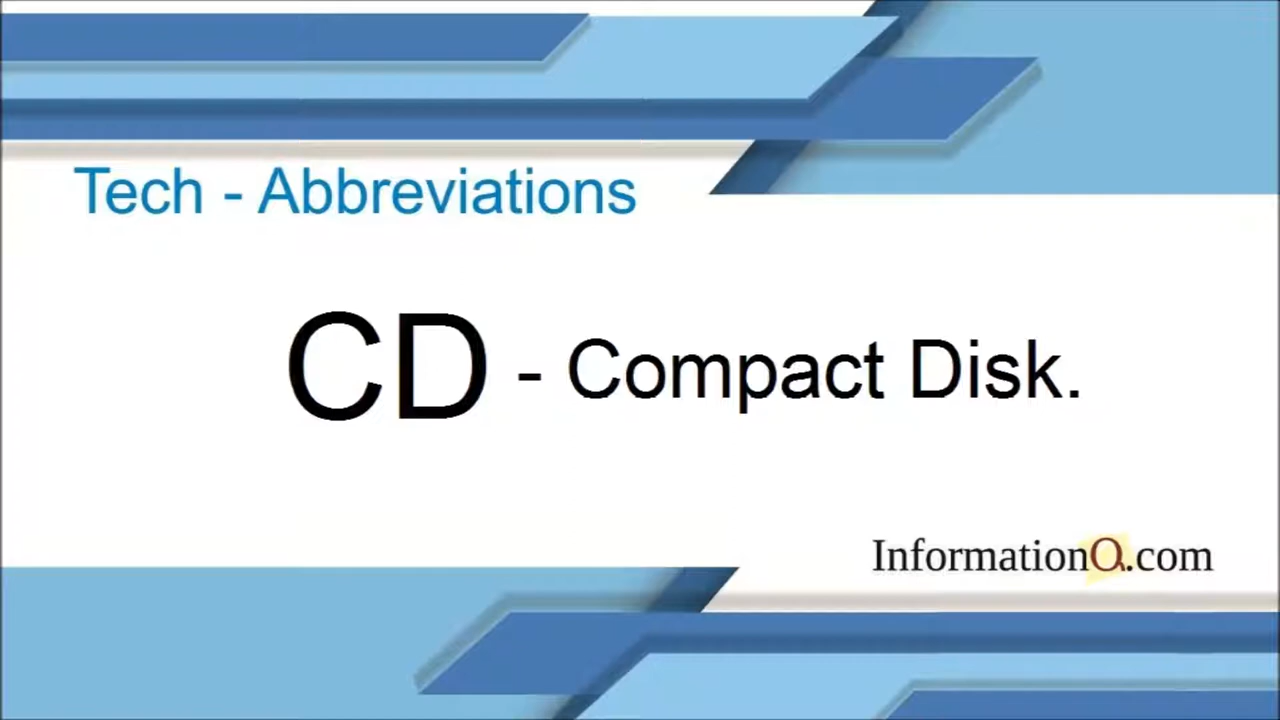 Tech - Abbreviations
CD - Compact Disk.
InformationQ.com